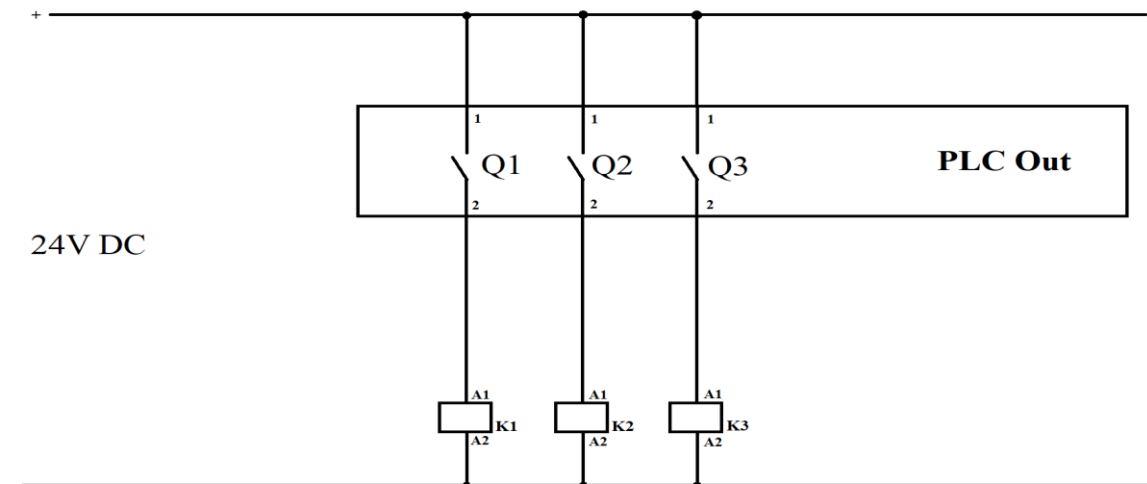 +
1 1 1
Q1 Q2 Q3 PLC Out
2 2 2
24V DC
A1 A1 A1
K1 K2 K3
A2 A2 A2